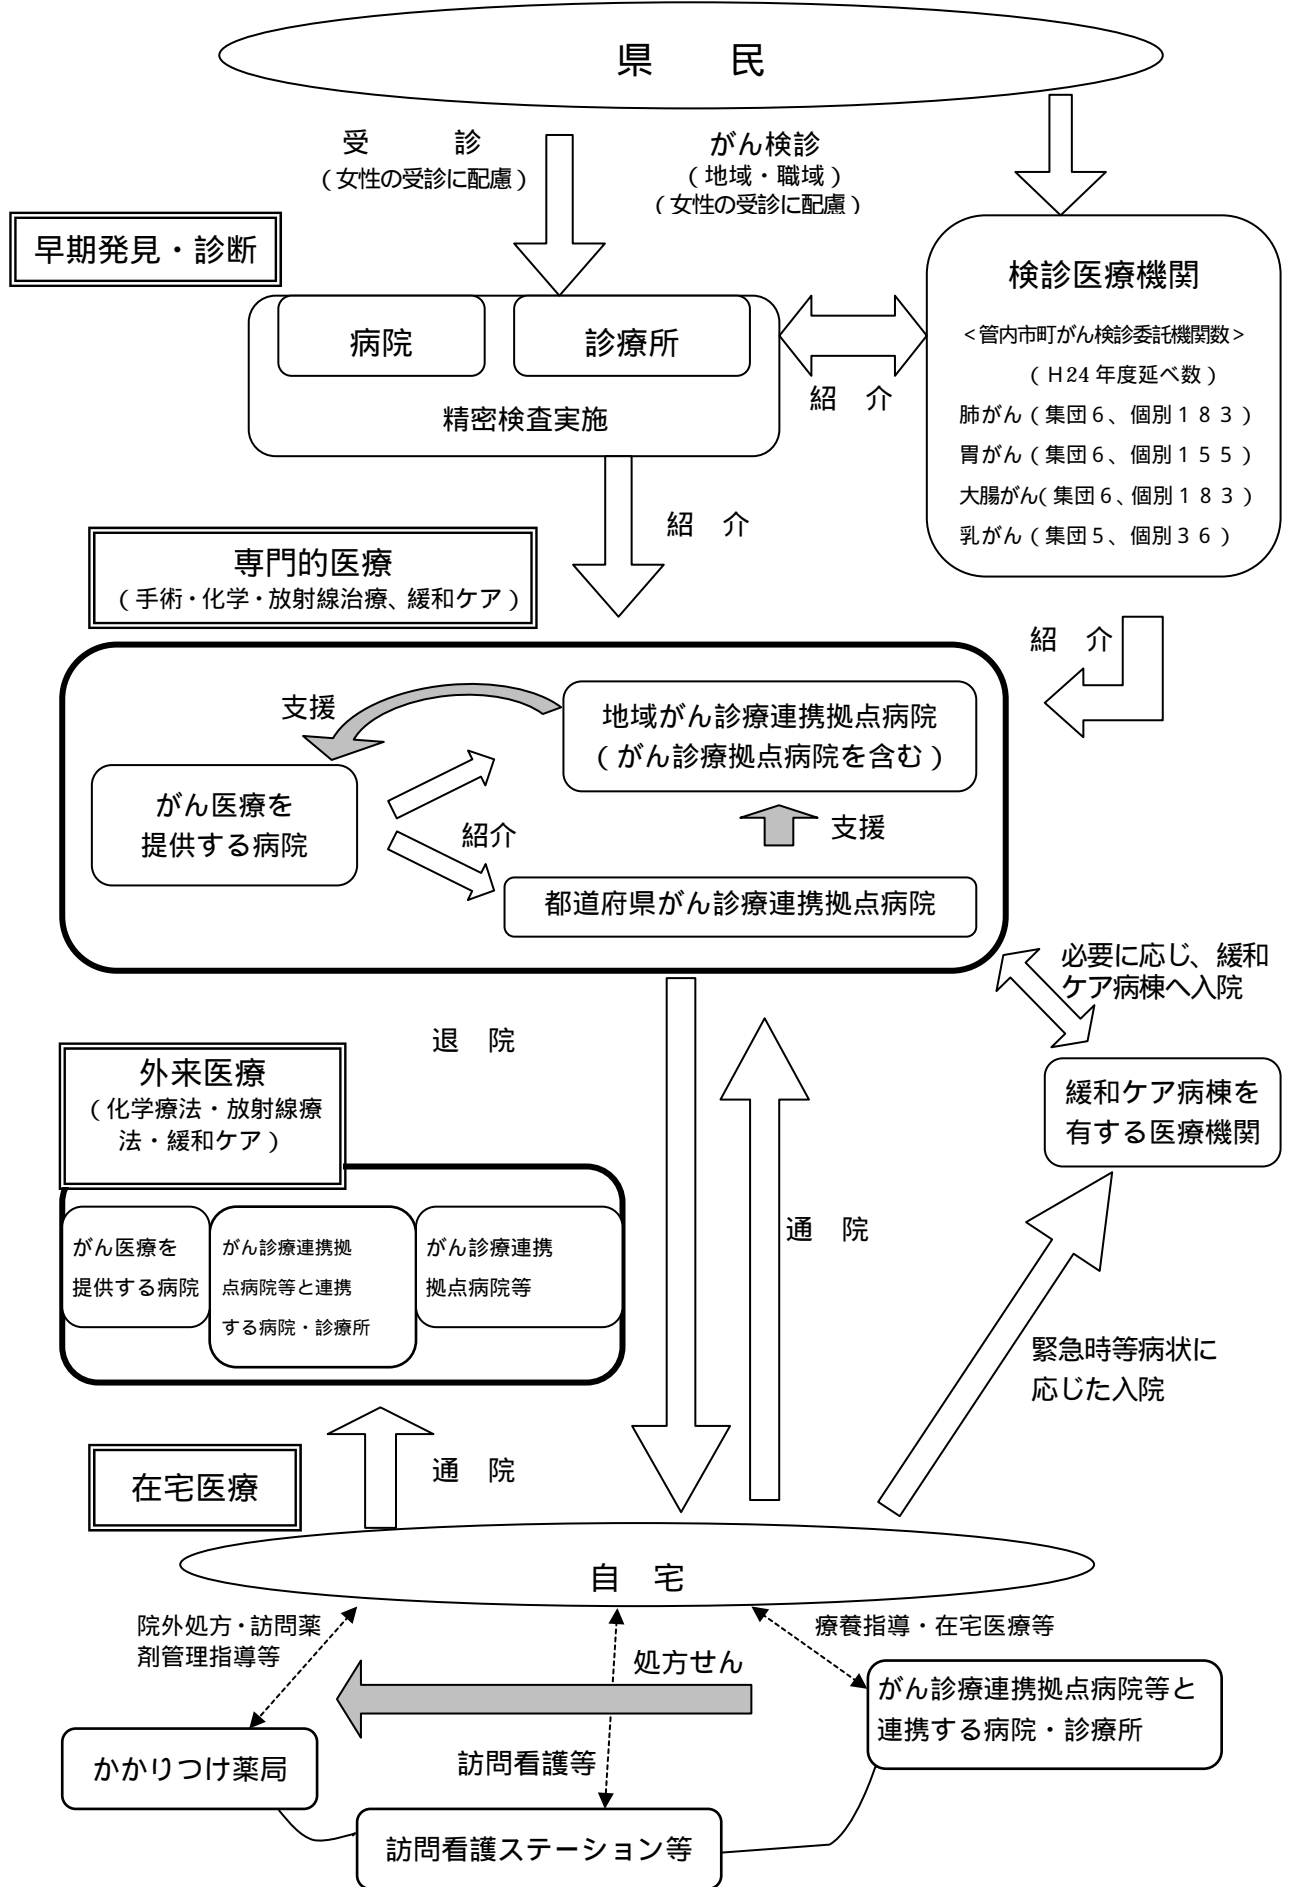 県　　民
受　　　診
（女性の受診に配慮）
がん検診
（地域・職域）
（女性の受診に配慮）
早期発見・診断
病院
診療所
精密検査実施
紹　介
検診医療機関
＜管内市町がん検診委託機関数＞
（H24年度延べ数）
肺がん（集団6、個別１８３）
胃がん（集団6、個別１５５）
大腸がん（集団6、個別１８３）
乳がん（集団5、個別３６）
紹　介
専門的医療
（手術・化学・放射線治療、緩和ケア）
紹　介
支援
地域がん診療連携拠点病院
（がん診療拠点病院を含む）
がん医療を
提供する病院
紹介
支援
都道府県がん診療連携拠点病院
必要に応じ、緩和
ケア病棟へ入院
退　院
外来医療
（化学療法・放射線療
法・緩和ケア）
緩和ケア病棟を
有する医療機関
がん医療を
提供する病院
がん診療連携拠
点病院等と連携
する病院・診療所
がん診療連携
拠点病院等
通　院
緊急時等病状に
応じた入院
在宅医療
通　院
自　宅
院外処方・訪問薬
剤管理指導等
処方せん
療養指導・在宅医療等
がん診療連携拠点病院等と
連携する病院・診療所
かかりつけ薬局
訪問看護等
訪問看護ステーション等